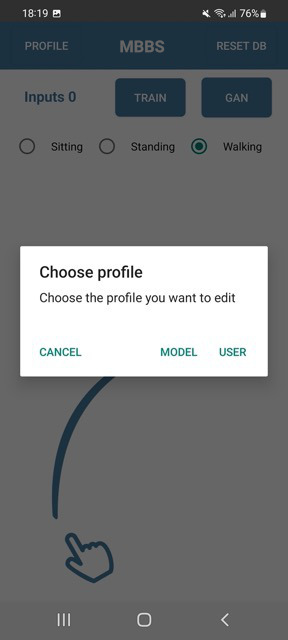 18:19 76%
PROFILE MBBS RESET DB
Inputs 0 TRAIN GAN
Sitting Standing Walking
Choose profile
Choose the profile you want to edit
CANCEL MODEL USER